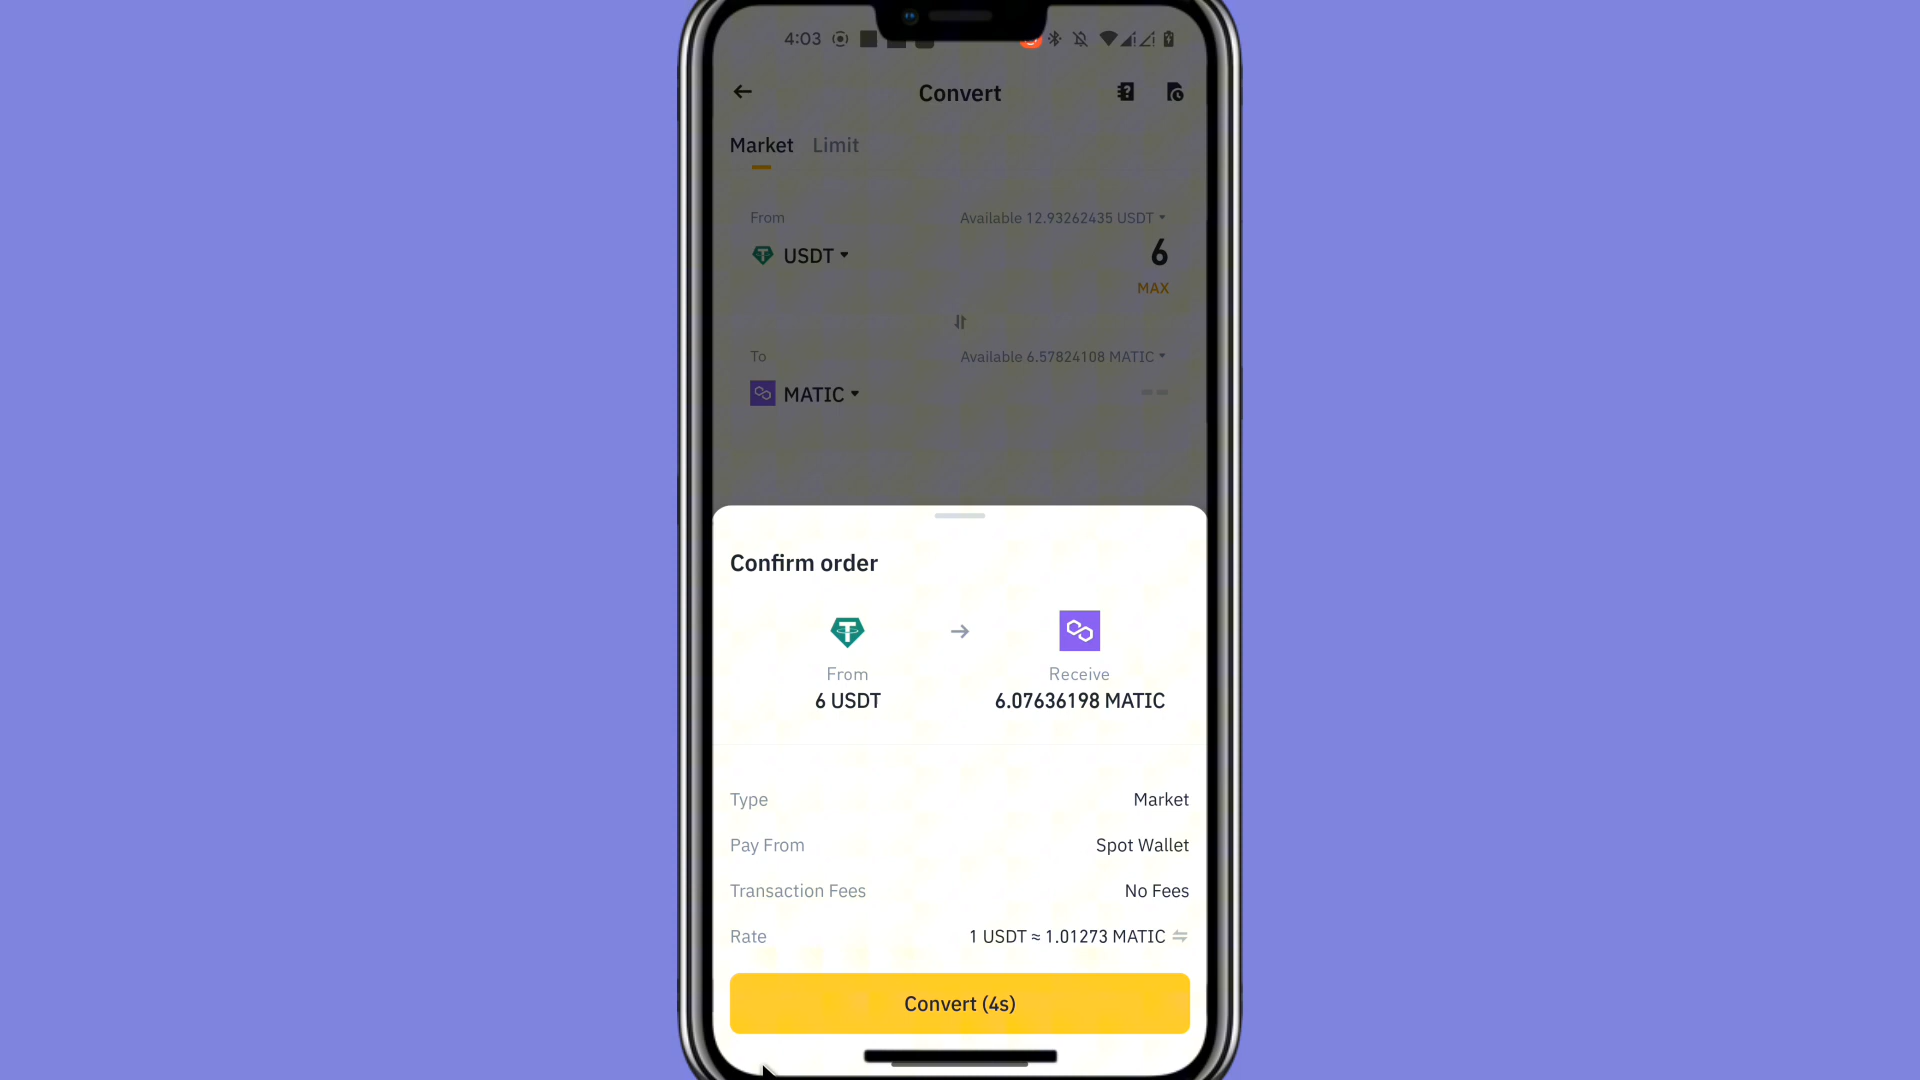 4:03
Convert
Market Limit
From Available 12.93262435 USDT
USDT 6
MAX
To Available 6.57824108 MATIC
MATIC
Confirm order
From Receive
6 USDT 6.07636198 MATIC
Type Market
Pay From Spot Wallet
Transaction Fees No Fees
Rate 1 USDT ≈ 1.01273 MATIC
Convert (4s)